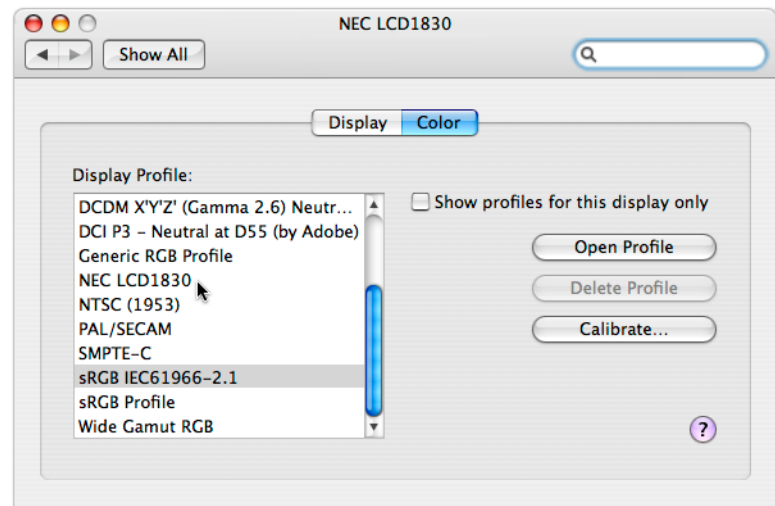 NEC LCD1830
Show All
Display Color
Display Profile:
DCDM X'Y'Z' (Gamma 2.6) Neutr...
DCI P3 – Neutral at D55 (by Adobe)
Generic RGB Profile
NEC LCD1830
NTSC (1953)
PAL/SECAM
SMPTE-C
sRGB IEC61966-2.1
sRGB Profile
Wide Gamut RGB
Show profiles for this display only
Open Profile
Delete Profile
Calibrate...
?